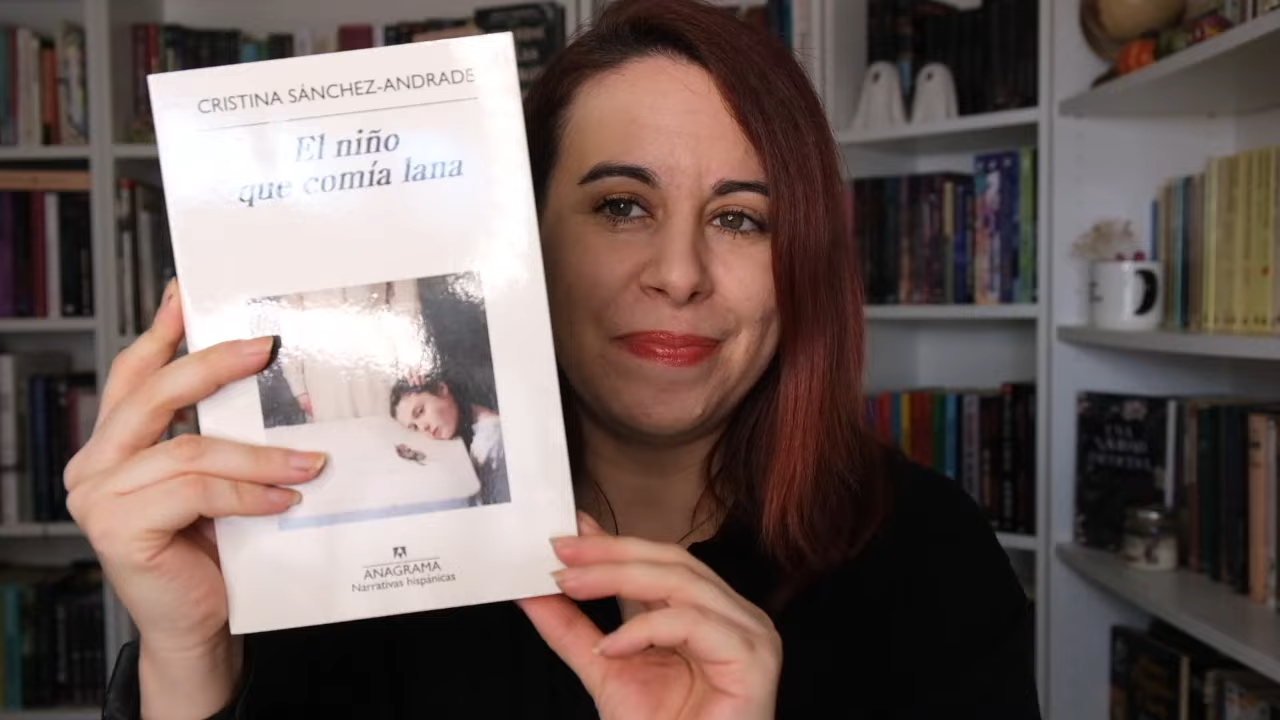 CRISTINA SÁNCHEZ-ANDRADE
El niño
que comía lana
ANAGRAMA
Narrativas hispánicas